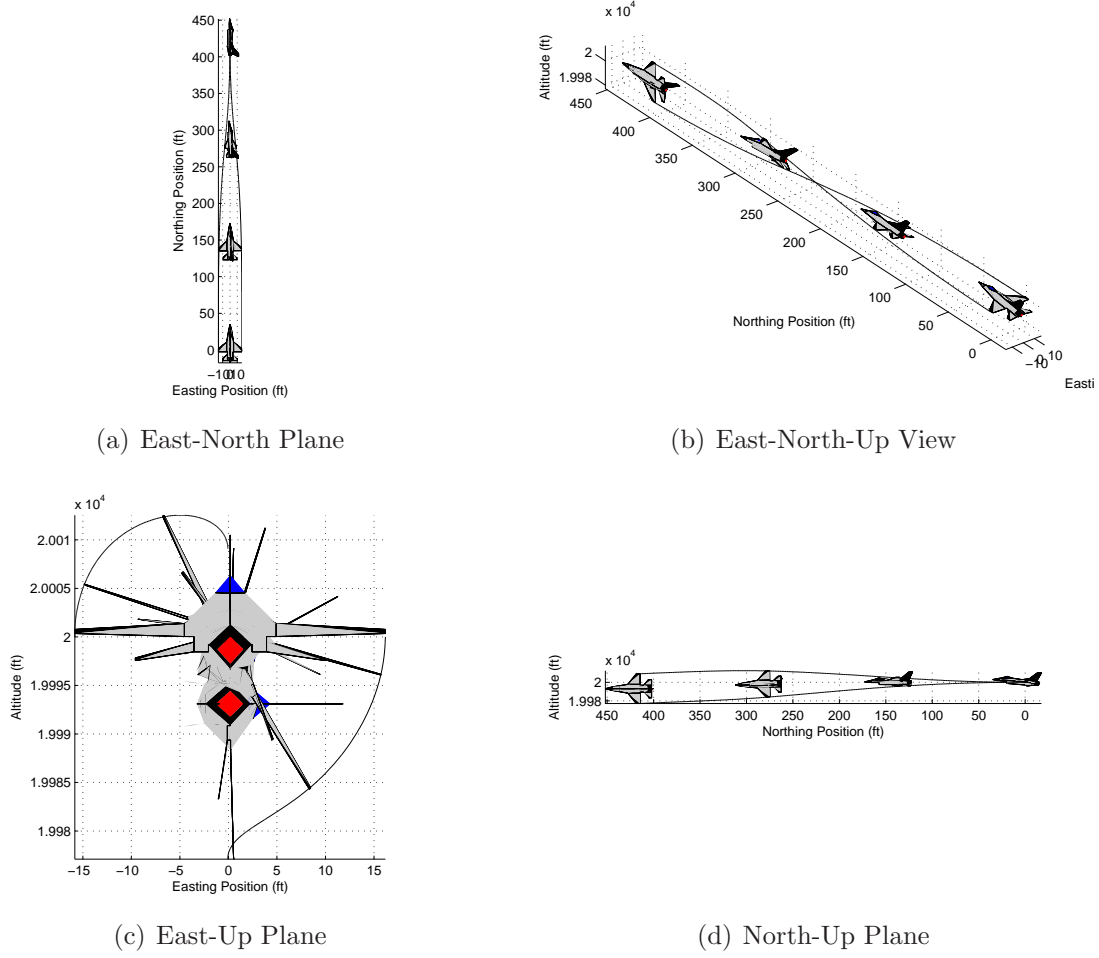 450
400
350
300
250
200
150
100
50
0
Northing Position (ft)
−10 0 10
Easting Position (ft)
(a) East-North Plane
x 10^4
2
1.998
Altitude (ft)
450
400
350
300
250
200
150
100
50
0
Northing Position (ft)
−10 0 10
Easti
(b) East-North-Up View
x 10^4
2.001
2.0005
2
1.9995
1.999
1.9985
1.998
Altitude (ft)
−15 −10 −5 0 5 10 15
Easting Position (ft)
(c) East-Up Plane
x 10^4
2
1.998
Altitude (ft)
450 400 350 300 250 200 150 100 50 0
Northing Position (ft)
(d) North-Up Plane